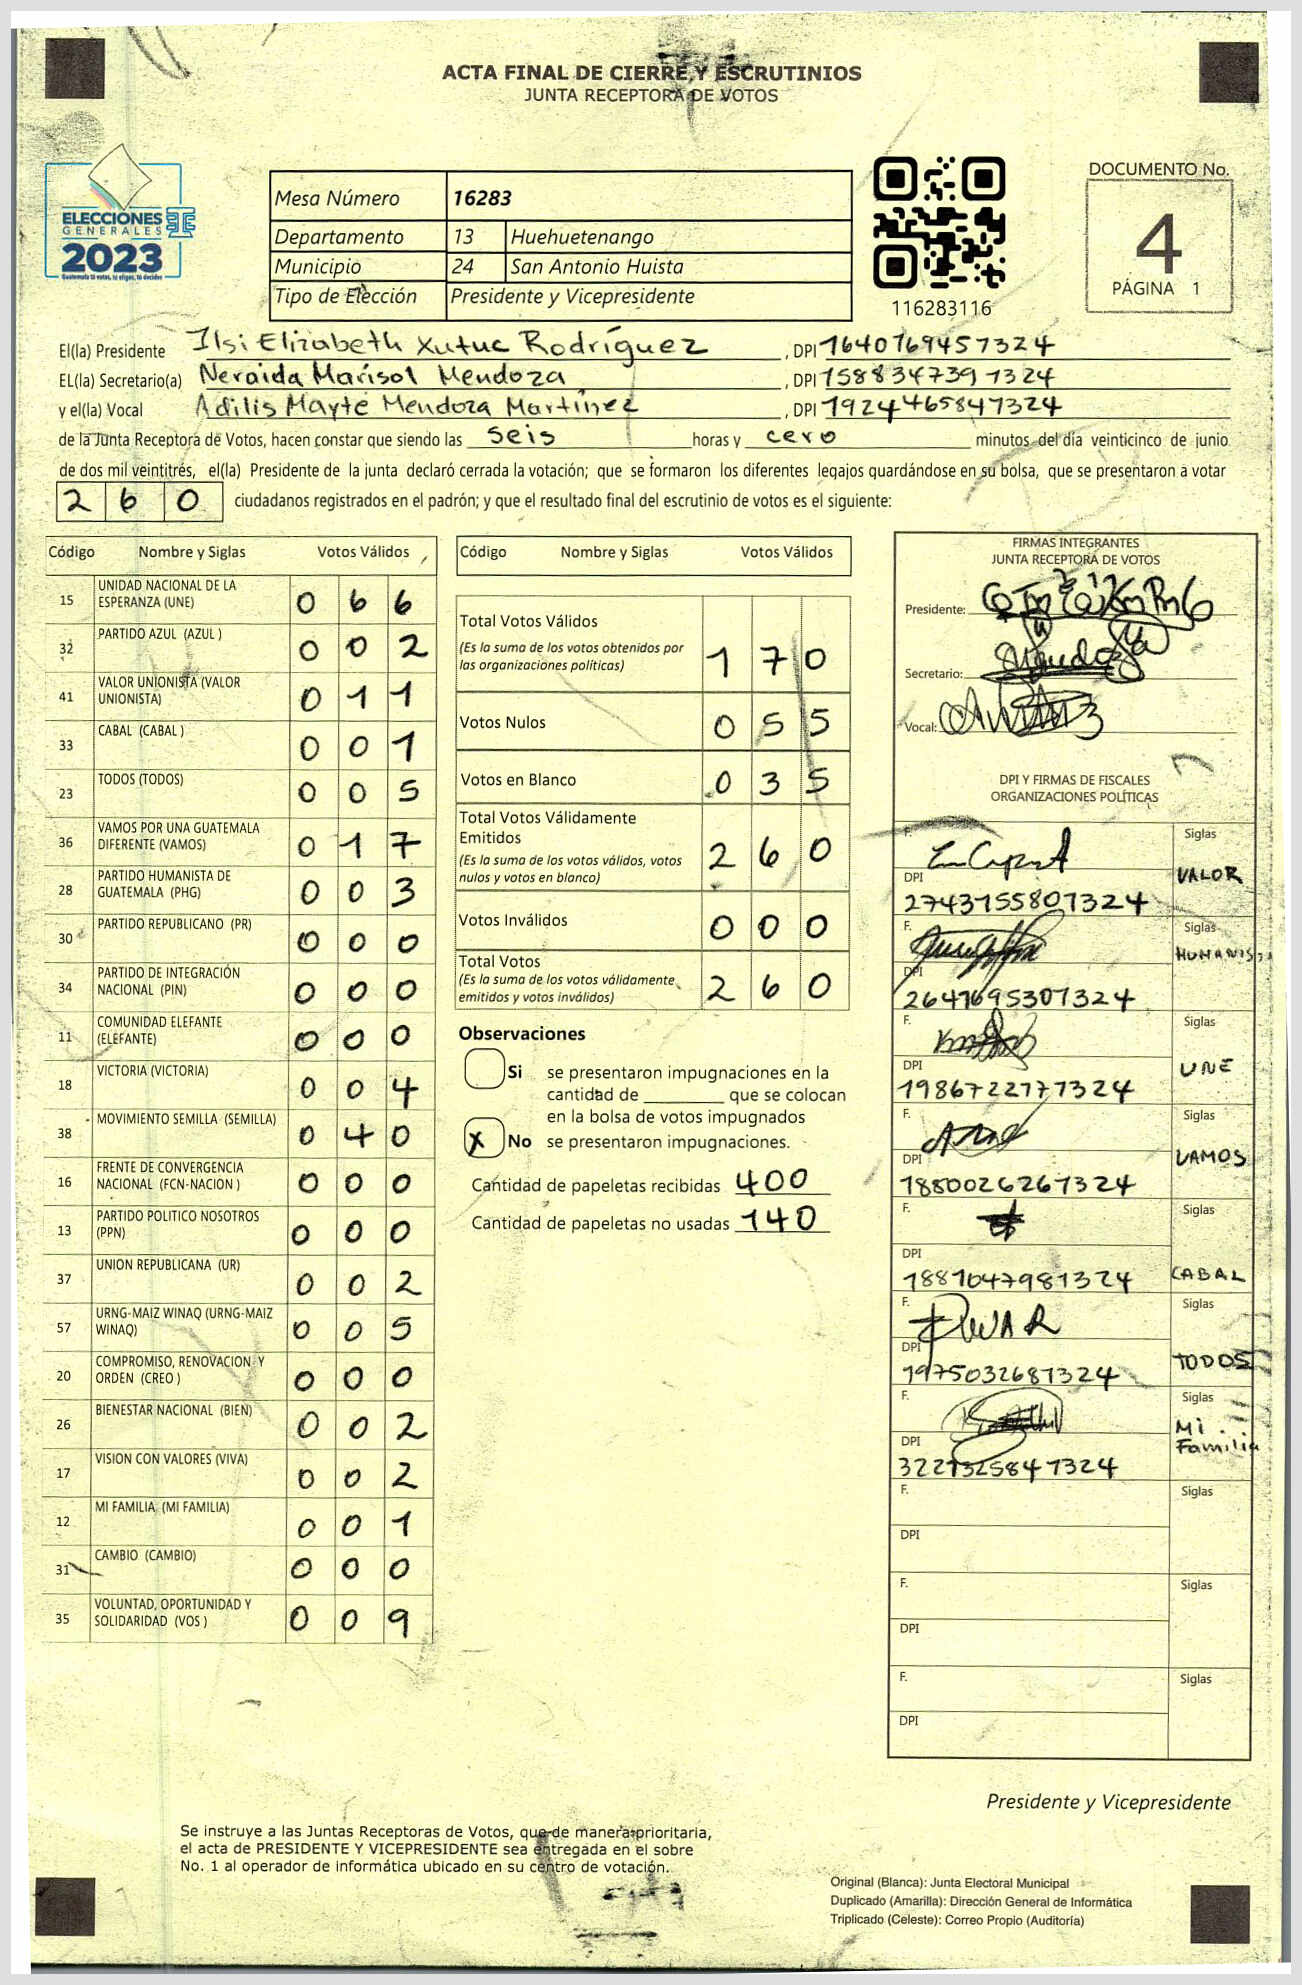 ACTA FINAL DE CIERRE Y ESCRUTINIOS
JUNTA RECEPTORA DE VOTOS
ELECCIONES
GENERALES
2023
Guatemala tú votas, tú eliges, tú decides
Mesa Número 16283
Departamento 13 Huehuetenango
Municipio 24 San Antonio Huista
Tipo de Elección Presidente y Vicepresidente
116283116
DOCUMENTO No.
4
PÁGINA 1
El(la) Presidente Ilsi Elizabeth Xutuc Rodríguez, DPI 1640769457324
EL(la) Secretario(a) Neraida Marisol Mendoza, DPI 1588347391324
y el(la) Vocal Adilis Mayte Mendoza Martínez, DPI 1924465841324
de la Junta Receptora de Votos, hacen constar que siendo las seis horas y cero minutos del día veinticinco de junio
de dos mil veintitrés, el(la) Presidente de la junta declaró cerrada la votación; que se formaron los diferentes legajos guardándose en su bolsa, que se presentaron a votar
260 ciudadanos registrados en el padrón; y que el resultado final del escrutinio de votos es el siguiente:
Código Nombre y Siglas Votos Válidos
15 UNIDAD NACIONAL DE LA ESPERANZA (UNE) 0 6 6
32 PARTIDO AZUL (AZUL ) 0 0 2
41 VALOR UNIONISTA (VALOR UNIONISTA) 0 1 1
33 CABAL (CABAL ) 0 0 1
23 TODOS (TODOS) 0 0 5
36 VAMOS POR UNA GUATEMALA DIFERENTE (VAMOS) 0 1 7
28 PARTIDO HUMANISTA DE GUATEMALA (PHG) 0 0 3
30 PARTIDO REPUBLICANO (PR) 0 0 0
34 PARTIDO DE INTEGRACIÓN NACIONAL (PIN) 0 0 0
11 COMUNIDAD ELEFANTE (ELEFANTE) 0 0 0
18 VICTORIA (VICTORIA) 0 0 4
38 MOVIMIENTO SEMILLA (SEMILLA) 0 4 0
16 FRENTE DE CONVERGENCIA NACIONAL (FCN-NACION ) 0 0 0
13 PARTIDO POLITICO NOSOTROS (PPN) 0 0 0
37 UNION REPUBLICANA (UR) 0 0 2
57 URNG-MAIZ WINAQ (URNG-MAIZ WINAQ) 0 0 5
20 COMPROMISO, RENOVACION Y ORDEN (CREO ) 0 0 0
26 BIENESTAR NACIONAL (BIEN) 0 0 2
17 VISION CON VALORES (VIVA) 0 0 2
12 MI FAMILIA (MI FAMILIA) 0 0 1
31 CAMBIO (CAMBIO) 0 0 0
35 VOLUNTAD, OPORTUNIDAD Y SOLIDARIDAD (VOS ) 0 0 9
Código Nombre y Siglas Votos Válidos
Total Votos Válidos
(Es la suma de los votos obtenidos por las organizaciones políticas) 1 7 0
Votos Nulos 0 5 5
Votos en Blanco 0 3 5
Total Votos Válidamente Emitidos
(Es la suma de los votos válidos, votos nulos y votos en blanco) 2 6 0
Votos Inválidos 0 0 0
Total Votos
(Es la suma de los votos válidamente emitidos y votos inválidos) 2 6 0
Observaciones
Si se presentaron impugnaciones en la
cantidad de ________ que se colocan
en la bolsa de votos impugnados
X No se presentaron impugnaciones.
Cantidad de papeletas recibidas 400
Cantidad de papeletas no usadas 140
FIRMAS INTEGRANTES
JUNTA RECEPTORA DE VOTOS
Presidente:
Secretario:
Vocal:
DPI Y FIRMAS DE FISCALES
ORGANIZACIONES POLÍTICAS
F. Siglas
DPI VALOR
2743155801324
F. Siglas
DPI HUMANIS
2641695301324
F. Siglas
DPI UNE
1986722171324
F. Siglas
DPI VAMOS
1880026261324
F. Siglas
DPI
1881047981324 CABAL
F. Siglas
DPI TODOS
1975032681324
F. Siglas
Mi Familia
DPI
3221325841324
F. Siglas
DPI
F. Siglas
DPI
F. Siglas
DPI
Presidente y Vicepresidente
Se instruye a las Juntas Receptoras de Votos, que de manera prioritaria,
el acta de PRESIDENTE Y VICEPRESIDENTE sea entregada en el sobre
No. 1 al operador de informática ubicado en su centro de votación.
Original (Blanca): Junta Electoral Municipal
Duplicado (Amarilla): Dirección General de Informática
Triplicado (Celeste): Correo Propio (Auditoría)